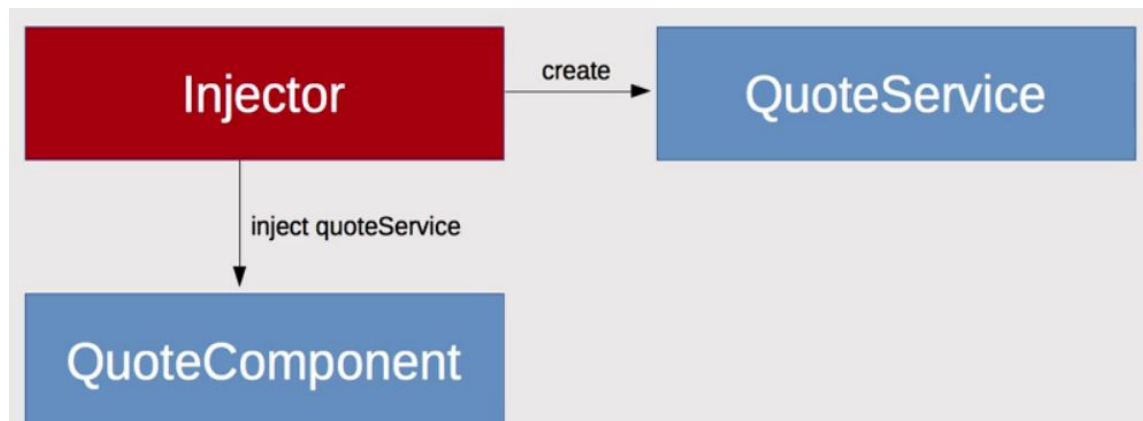 Injector
create
QuoteService
inject quoteService
QuoteComponent